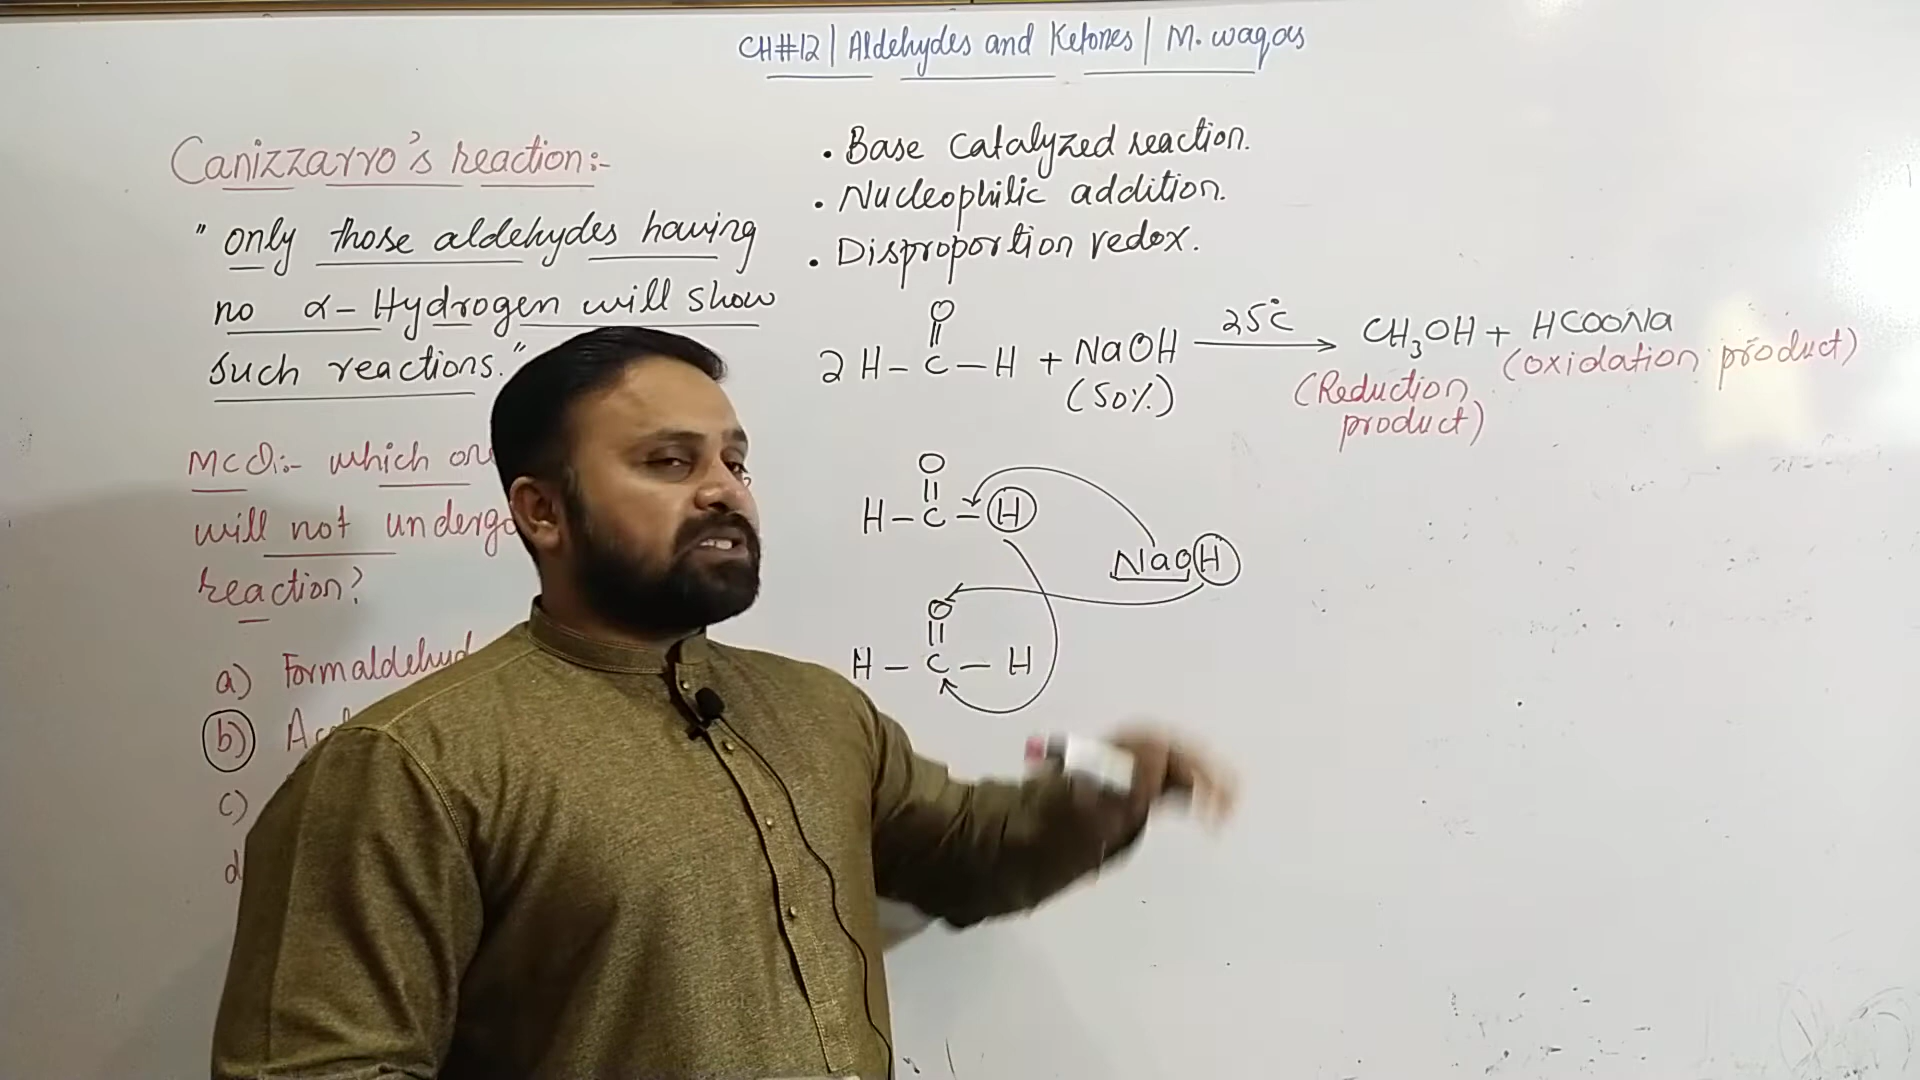 CH#12 | Aldehydes and Ketones | M. waqas
Canizzarro's reaction:-
" only those aldehydes having
no α-Hydrogen will show
such reactions."
MCQ:- which
will not undergo
reaction?
a) Formaldehyd
b)
c)
d
. Base catalyzed reaction.
. Nucleophilic addition.
. Disproportion redox.
O
2 H - C - H + NaOH 25°C CH3OH + HCOONa
(50%) (Reduction product) (oxidation product)
O
H - C - H
NaOH
O
H - C - H